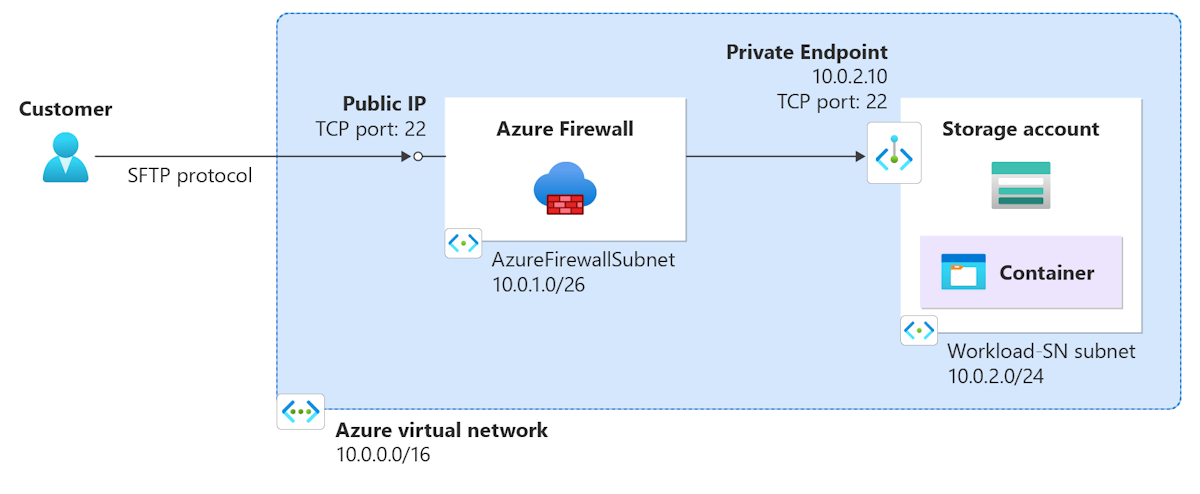 Customer
SFTP protocol
Public IP
TCP port: 22
Azure Firewall
AzureFirewallSubnet
10.0.1.0/26
Private Endpoint
10.0.2.10
TCP port: 22
Storage account
Container
Workload-SN subnet
10.0.2.0/24
Azure virtual network
10.0.0.0/16